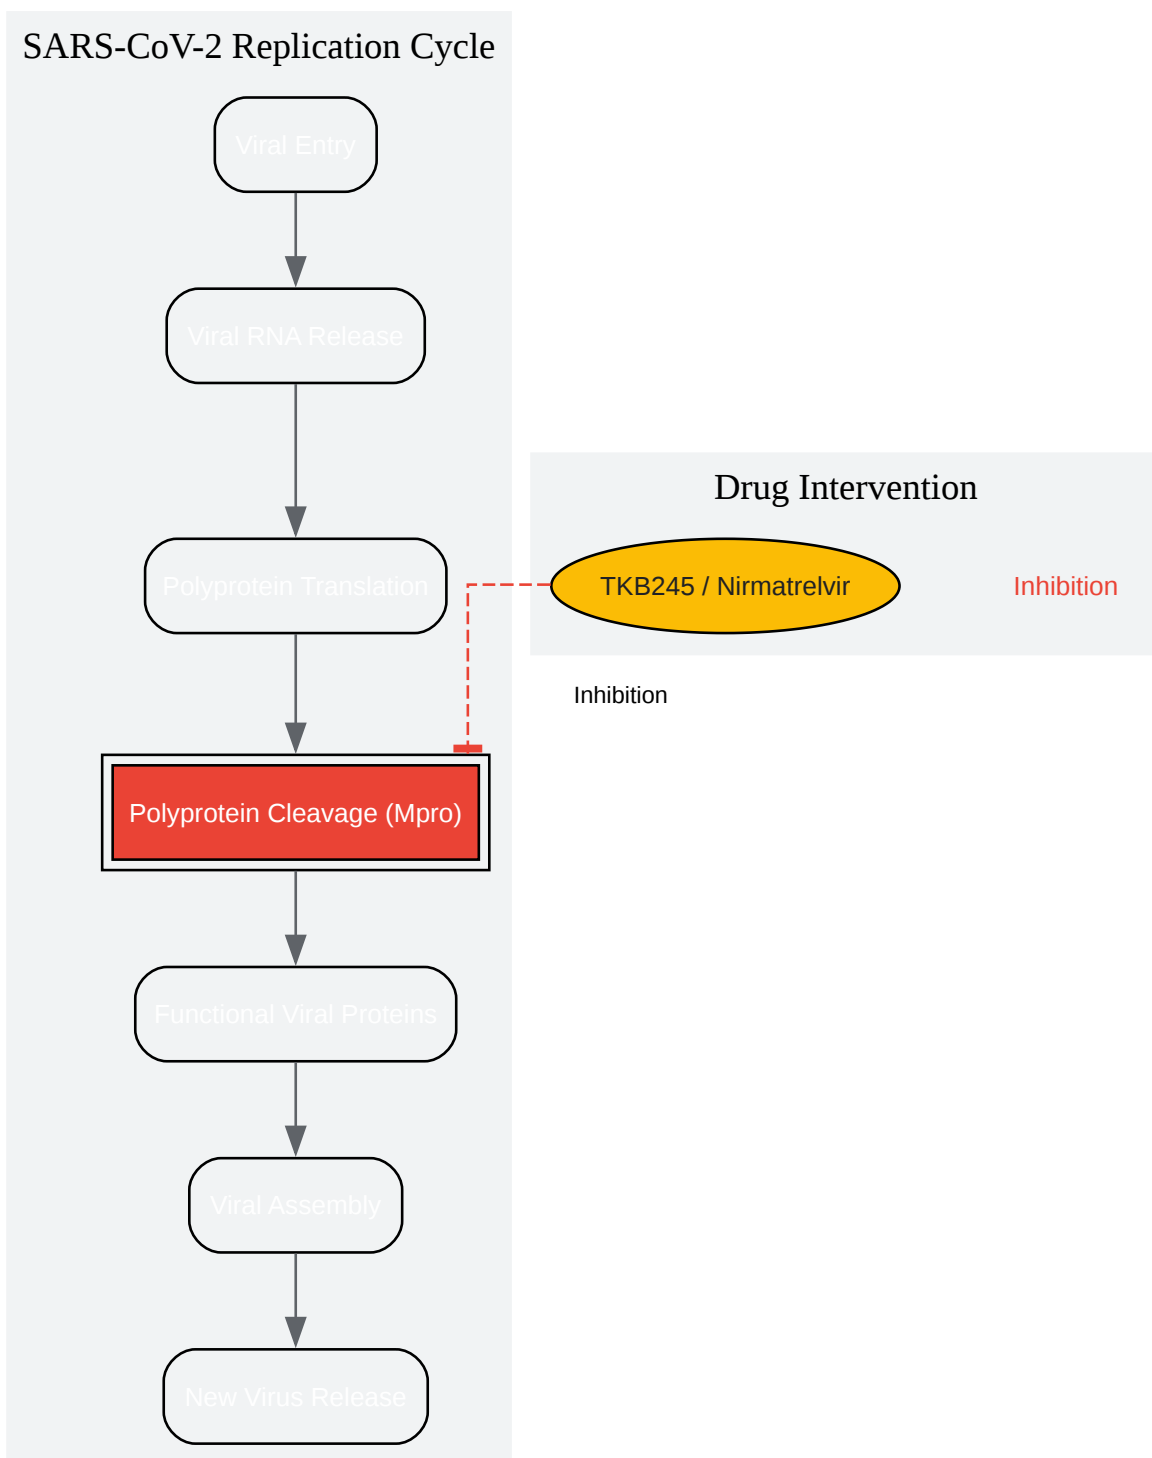 SARS-CoV-2 Replication Cycle
Viral Entry
Viral RNA Release
Drug Intervention
Polyprotein Translation
TKB245 / Nirmatrelvir
Inhibition
Inhibition
Polyprotein Cleavage (Mpro)
Functional Viral Proteins
Viral Assembly
New Virus Release